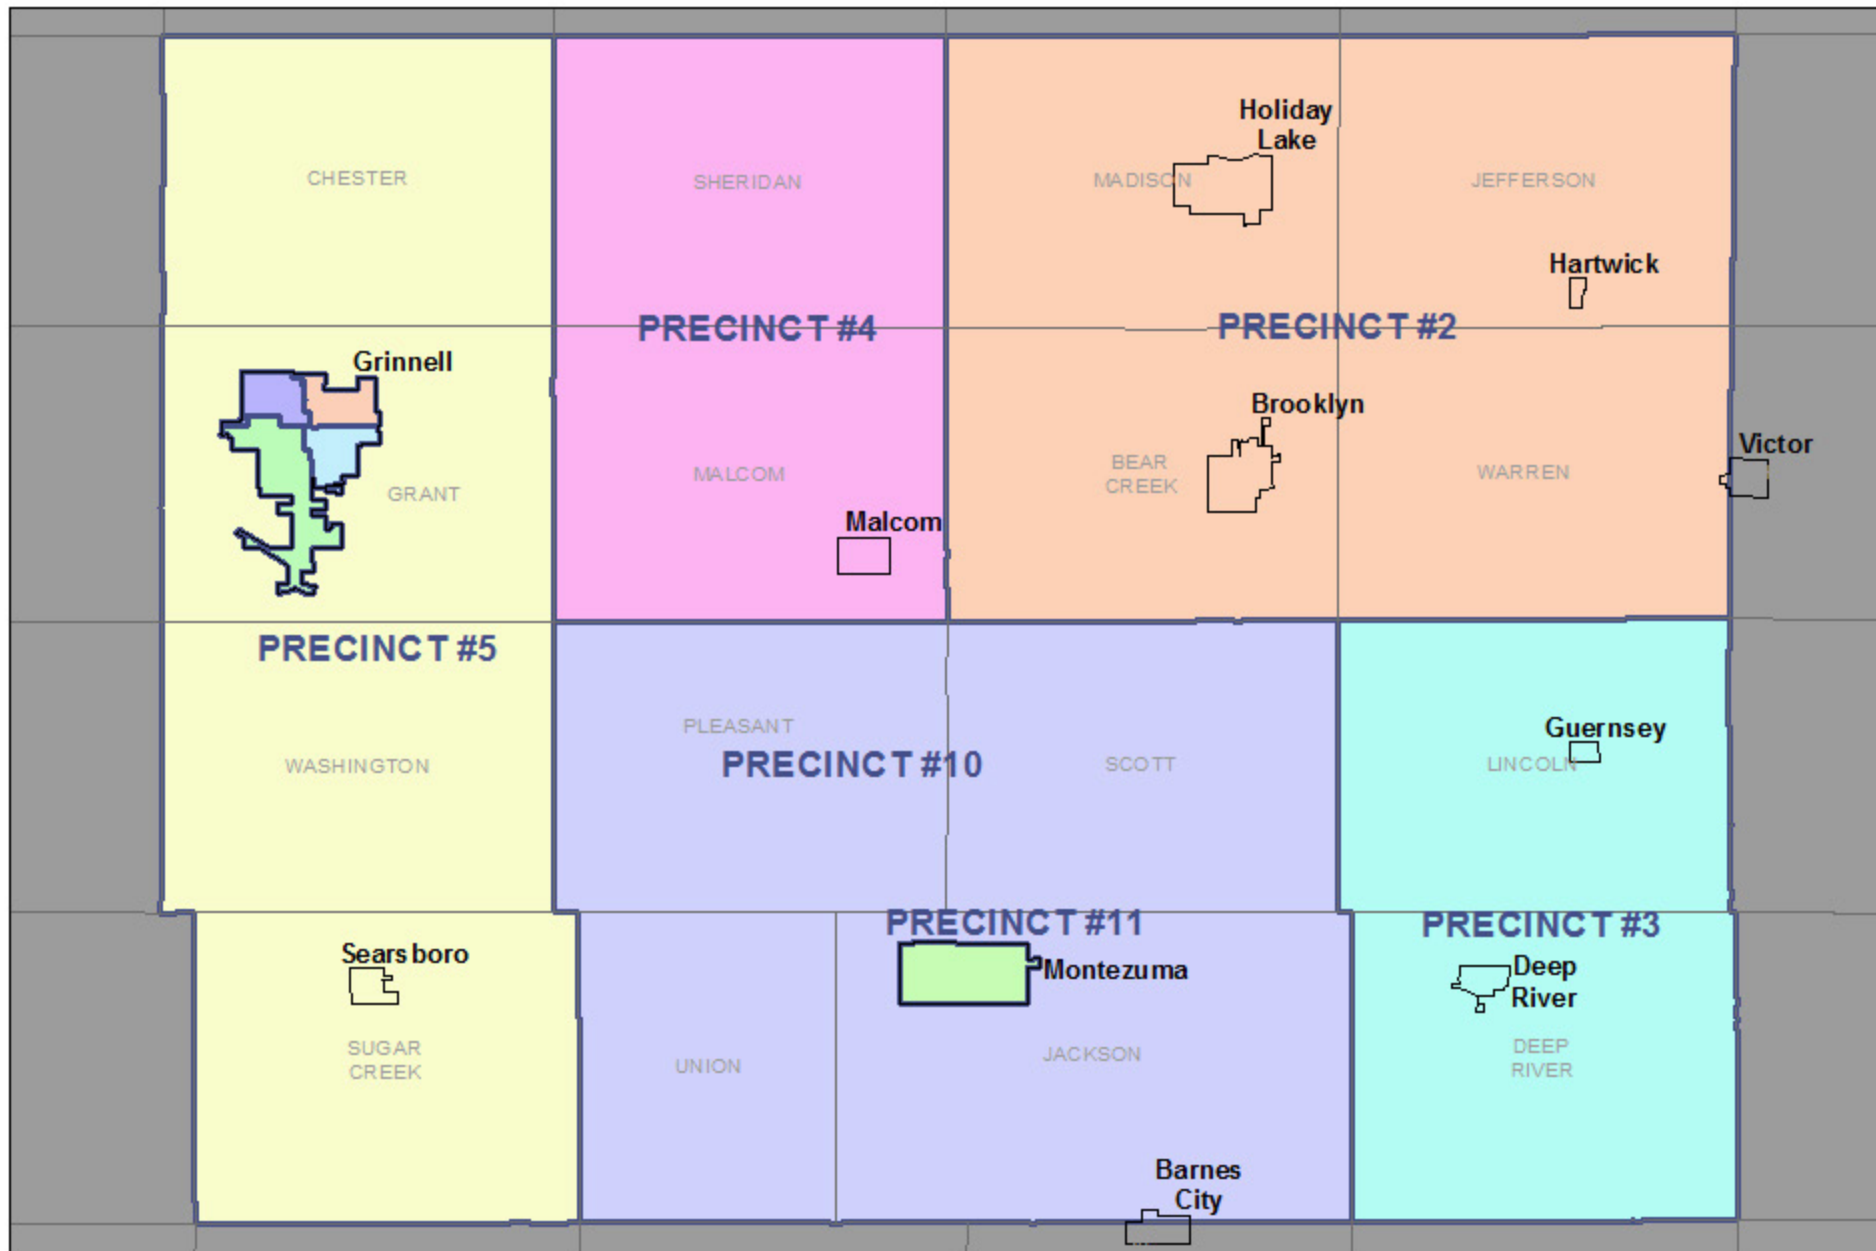 Holiday
Lake
CHESTER
SHERIDAN
MADISON
JEFFERSON
Hartwick
PRECINCT #4
PRECINCT #2
Grinnell
Brooklyn
Victor
GRANT
MALCOM
BEAR
CREEK
WARREN
Malcom
PRECINCT #5
PLEASANT
Guernsey
WASHINGTON
PRECINCT #10
SCOTT
LINCOLN
PRECINCT #11
PRECINCT #3
Searsboro
Montezuma
Deep
River
SUGAR
CREEK
UNION
JACKSON
DEEP
RIVER
Barnes
City